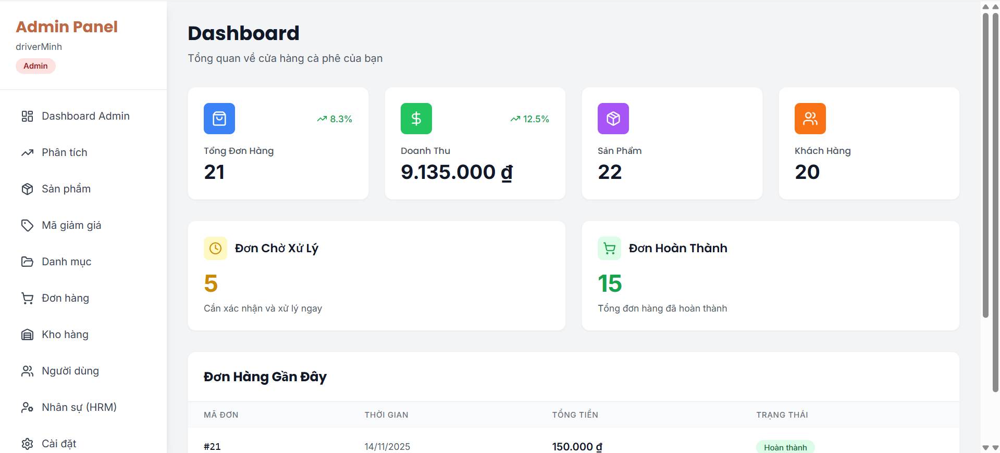 Admin Panel
driverMinh
Admin
Dashboard Admin
Phân tích
Sản phẩm
Mã giảm giá
Danh mục
Đơn hàng
Kho hàng
Người dùng
Nhân sự (HRM)
Cài đặt
Dashboard
Tổng quan về cửa hàng cà phê của bạn
8.3%
Tổng Đơn Hàng
21
12.5%
Doanh Thu
9.135.000 ₫
Sản Phẩm
22
Khách Hàng
20
Đơn Chờ Xử Lý
5
Cần xác nhận và xử lý ngay
Đơn Hoàn Thành
15
Tổng đơn hàng đã hoàn thành
Đơn Hàng Gần Đây
MÃ ĐƠN THỜI GIAN TỔNG TIỀN TRẠNG THÁI
#21 14/11/2025 150.000 ₫ Hoàn thành